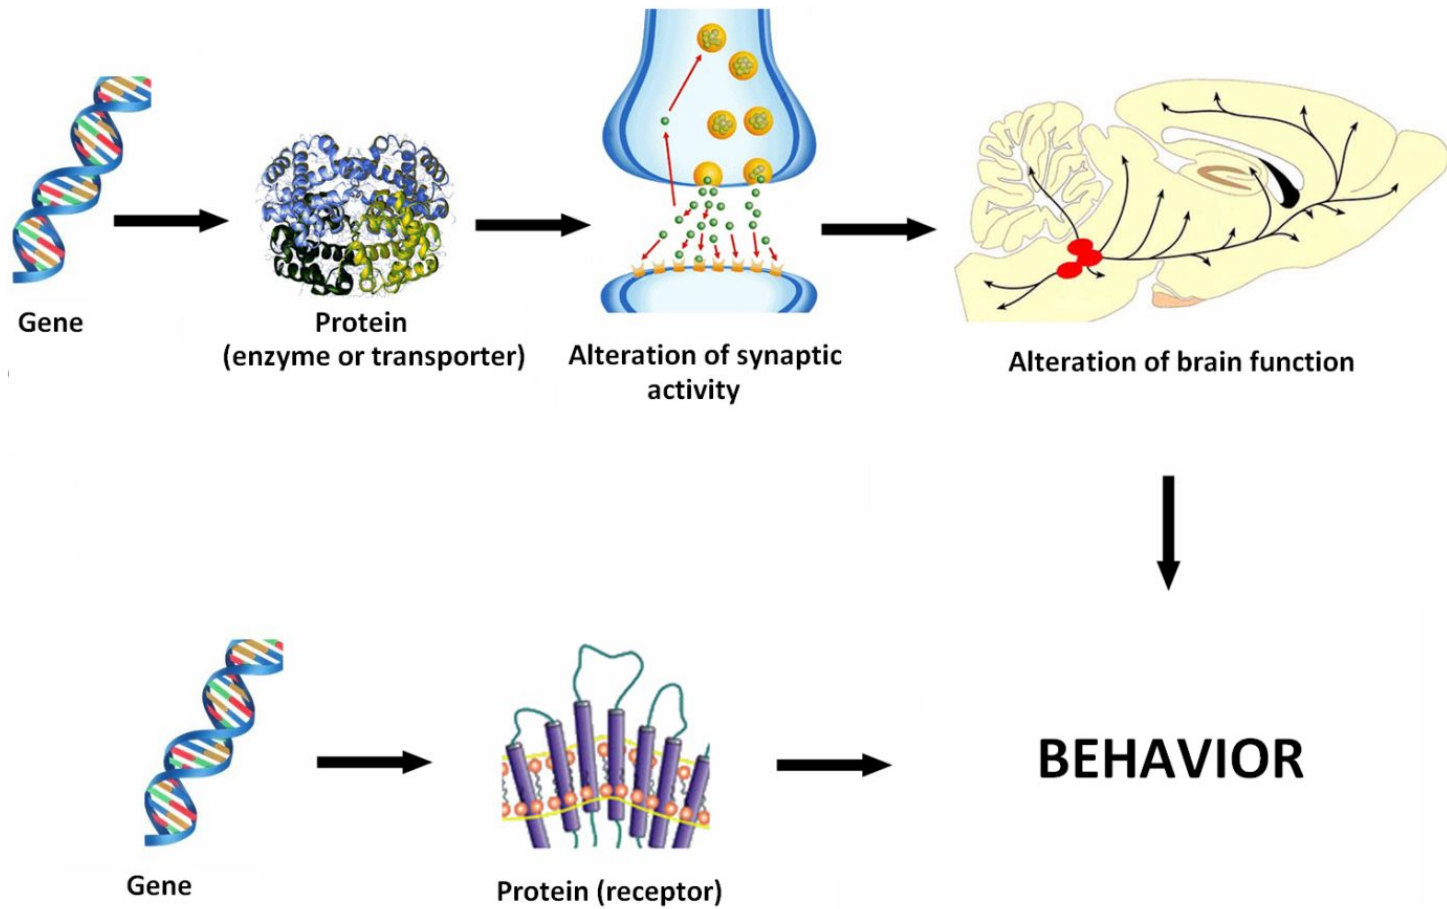 Gene
Protein
(enzyme or transporter)
Alteration of synaptic
activity
Alteration of brain function
BEHAVIOR
Gene
Protein (receptor)